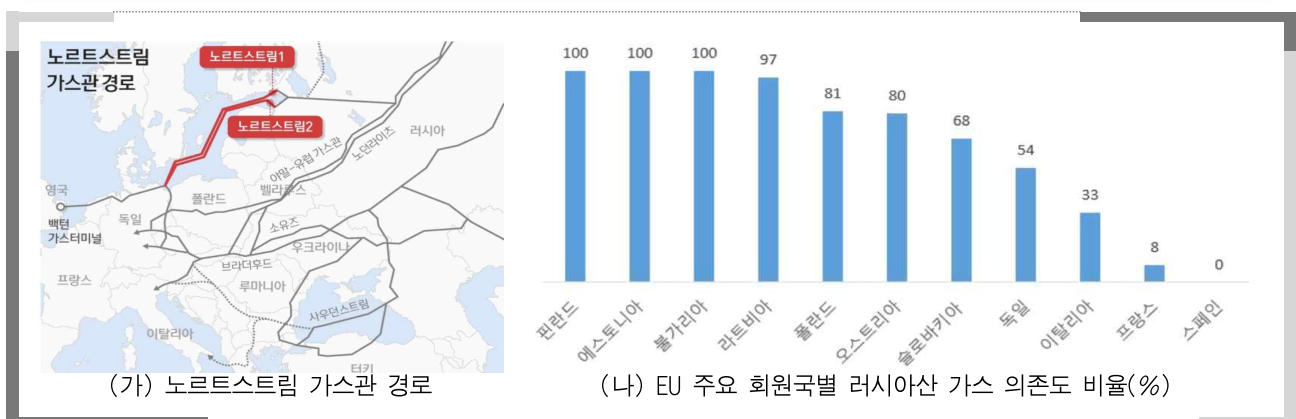 노르트스트림
가스관 경로
노르트스트림1
노르트스트림2
러시아
야말-유럽 가스관
노던라이츠
벨라루스
영국
폴란드
독일
백턴
가스터미널
소유즈
우크라이나
브라더후드
프랑스
루마니아
사우던스트림
이탈리아
터키
(가) 노르트스트림 가스관 경로
100 100 100 97 81 80 68 54 33 8 0
핀란드 에스토니아 불가리아 라트비아 폴란드 오스트리아 슬로바키아 독일 이탈리아 프랑스 스페인
(나) EU 주요 회원국별 러시아산 가스 의존도 비율(%)